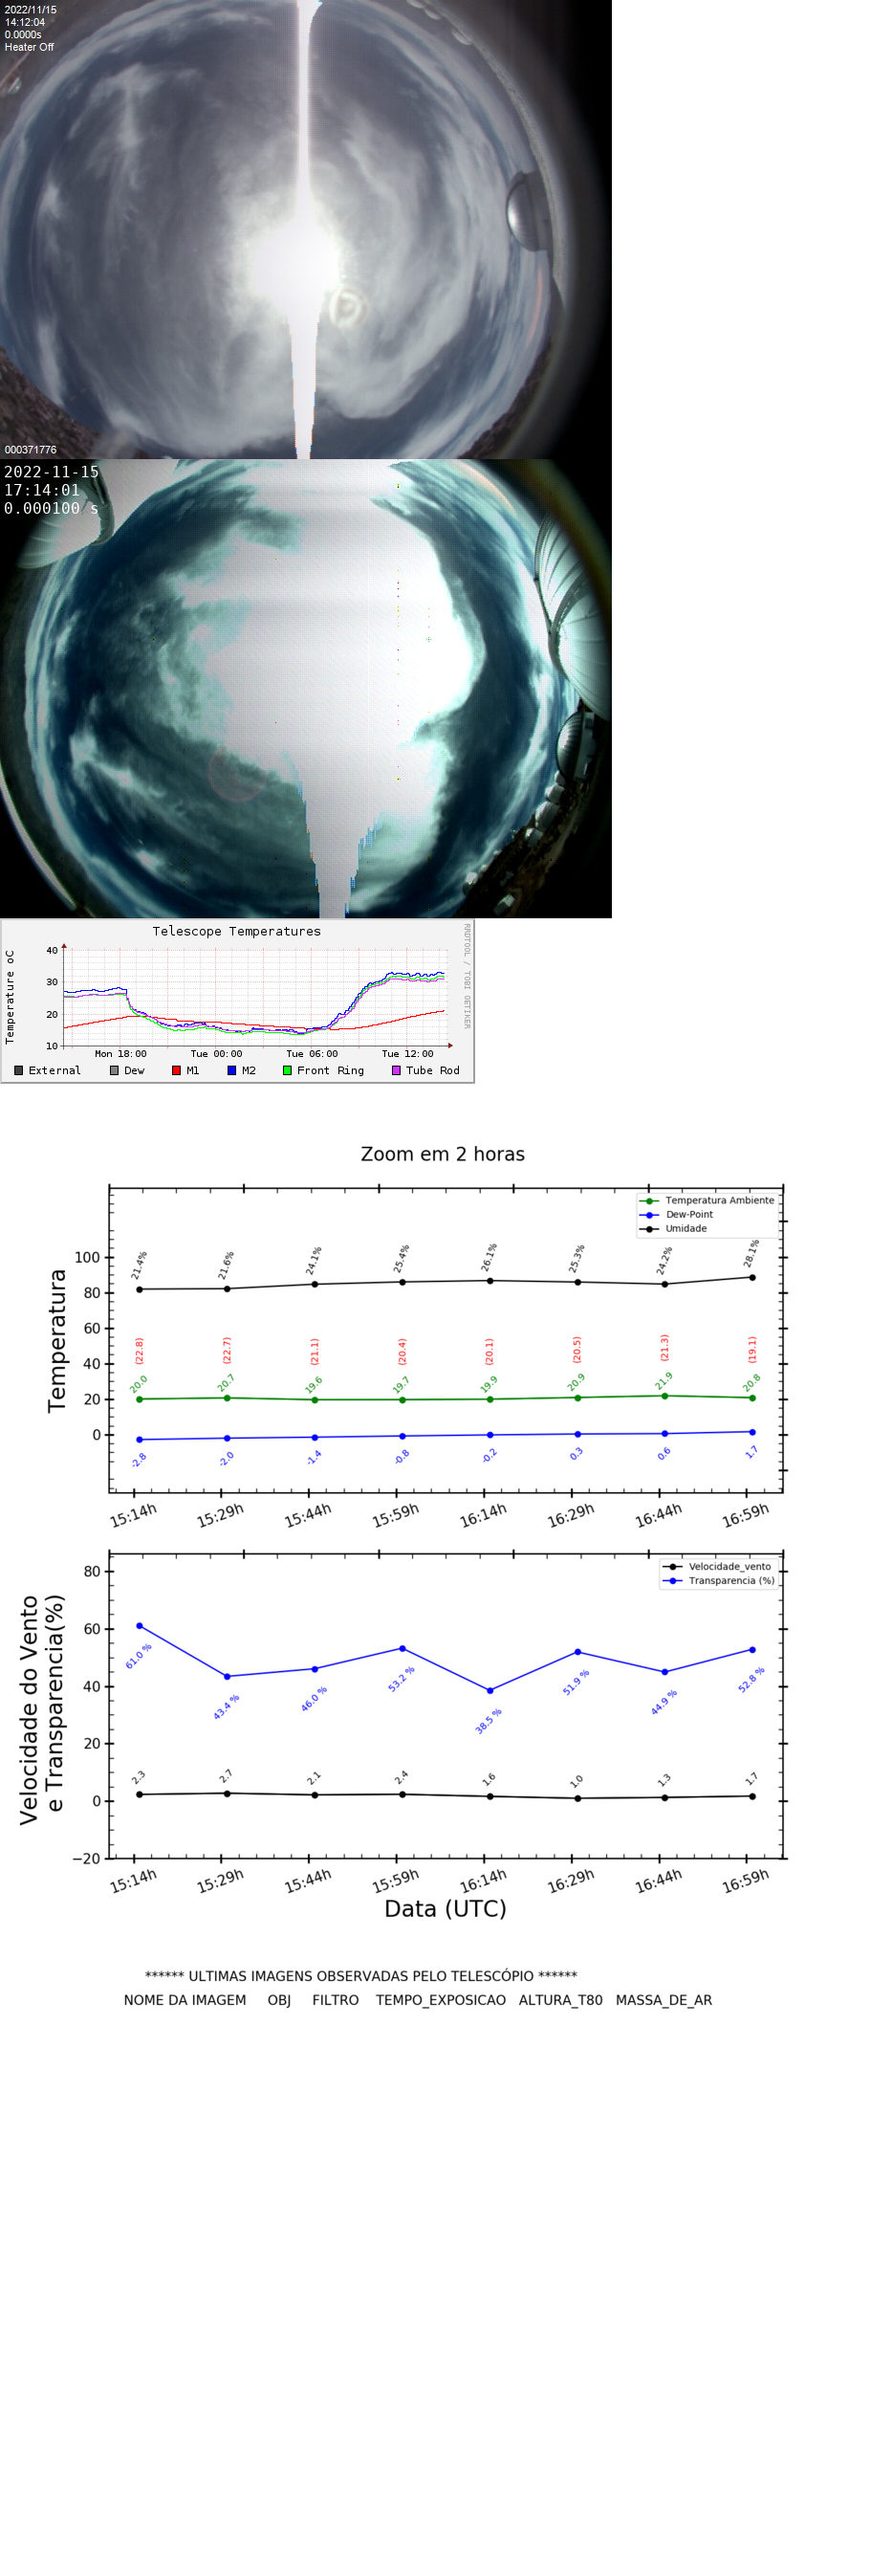 2022/11/15
14:12:04
0.0000s
Heater Off
000371776
2022-11-15
17:14:01
0.000100 s
Telescope Temperatures
RRDTOOL / TOBI OETIKER
Temperature oC
40
30
20
10
Mon 18:00 Tue 00:00 Tue 06:00 Tue 12:00
External Dew M1 M2 Front Ring Tube Rod
Zoom em 2 horas
Temperatura Ambiente
Dew-Point
Umidade
Temperatura
100
80
60
40
20
0
21.4% 21.6% 24.1% 25.4% 26.1% 25.3% 24.2% 28.1%
(22.8) (22.7) (21.1) (20.4) (20.1) (20.5) (21.3) (19.1)
20.0 20.7 19.6 19.7 19.9 20.9 21.9 20.8
-2.8 -2.0 -1.4 -0.8 -0.2 0.3 0.6 1.7
15:14h 15:29h 15:44h 15:59h 16:14h 16:29h 16:44h 16:59h
Velocidade_vento
Transparencia (%)
Velocidade do Vento
e Transparencia(%)
80
60
40
20
0
−20
61.0 % 43.4 % 46.0 % 53.2 % 38.5 % 51.9 % 44.9 % 52.8 %
2.3 2.7 2.1 2.4 1.6 1.0 1.3 1.7
15:14h 15:29h 15:44h 15:59h 16:14h 16:29h 16:44h 16:59h
Data (UTC)
****** ULTIMAS IMAGENS OBSERVADAS PELO TELESCÓPIO ******
NOME DA IMAGEM OBJ FILTRO TEMPO_EXPOSICAO ALTURA_T80 MASSA_DE_AR